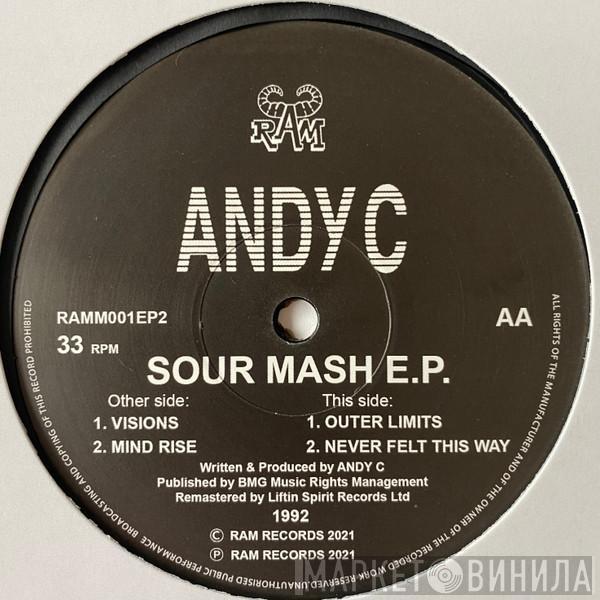 RAM
ANDY C
RAMM001EP2
AA
33 RPM
SOUR MASH E.P.
Other side:
1. VISIONS
2. MIND RISE
This side:
1. OUTER LIMITS
2. NEVER FELT THIS WAY
Written & Produced by ANDY C
Published by BMG Music Rights Management
Remastered by Liftin Spirit Records Ltd
1992
© RAM RECORDS 2021
℗ RAM RECORDS 2021
ALL RIGHTS OF THE MANUFACTURER AND OF THE OWNER OF THE RECORDED WORK RESERVED. UNAUTHORISED PUBLIC PERFORMANCE BROADCASTING AND COPYING OF THIS RECORD PROHIBITED
МАРКЕТ ВИНИЛА